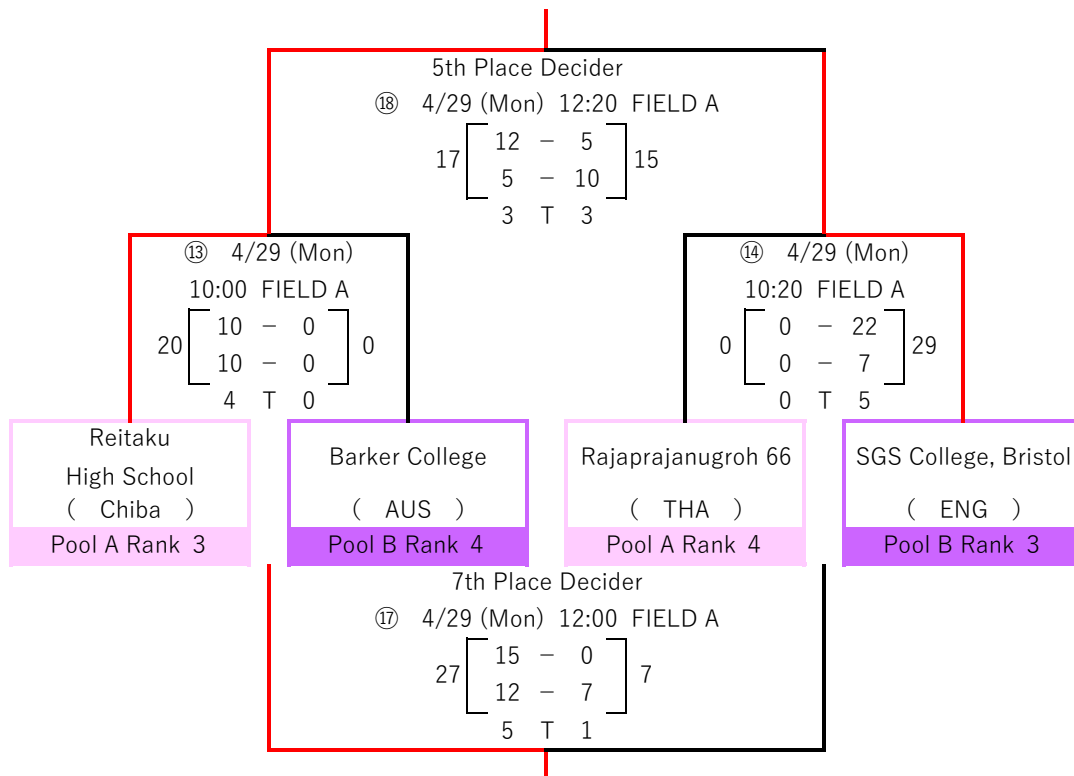 5th Place Decider
⑱ 4/29 (Mon) 12:20 FIELD A
12 － 5
17 15
5 － 10
3 T 3
⑬ 4/29 (Mon)
10:00 FIELD A
10 － 0
20 0
10 － 0
4 T 0
⑭ 4/29 (Mon)
10:20 FIELD A
0 － 22
0 29
0 － 7
0 T 5
Reitaku
High School
( Chiba )
Pool A Rank 3
Barker College
( AUS )
Pool B Rank 4
Rajaprajanugroh 66
( THA )
Pool A Rank 4
SGS College, Bristol
( ENG )
Pool B Rank 3
7th Place Decider
⑰ 4/29 (Mon) 12:00 FIELD A
15 － 0
27 7
12 － 7
5 T 1